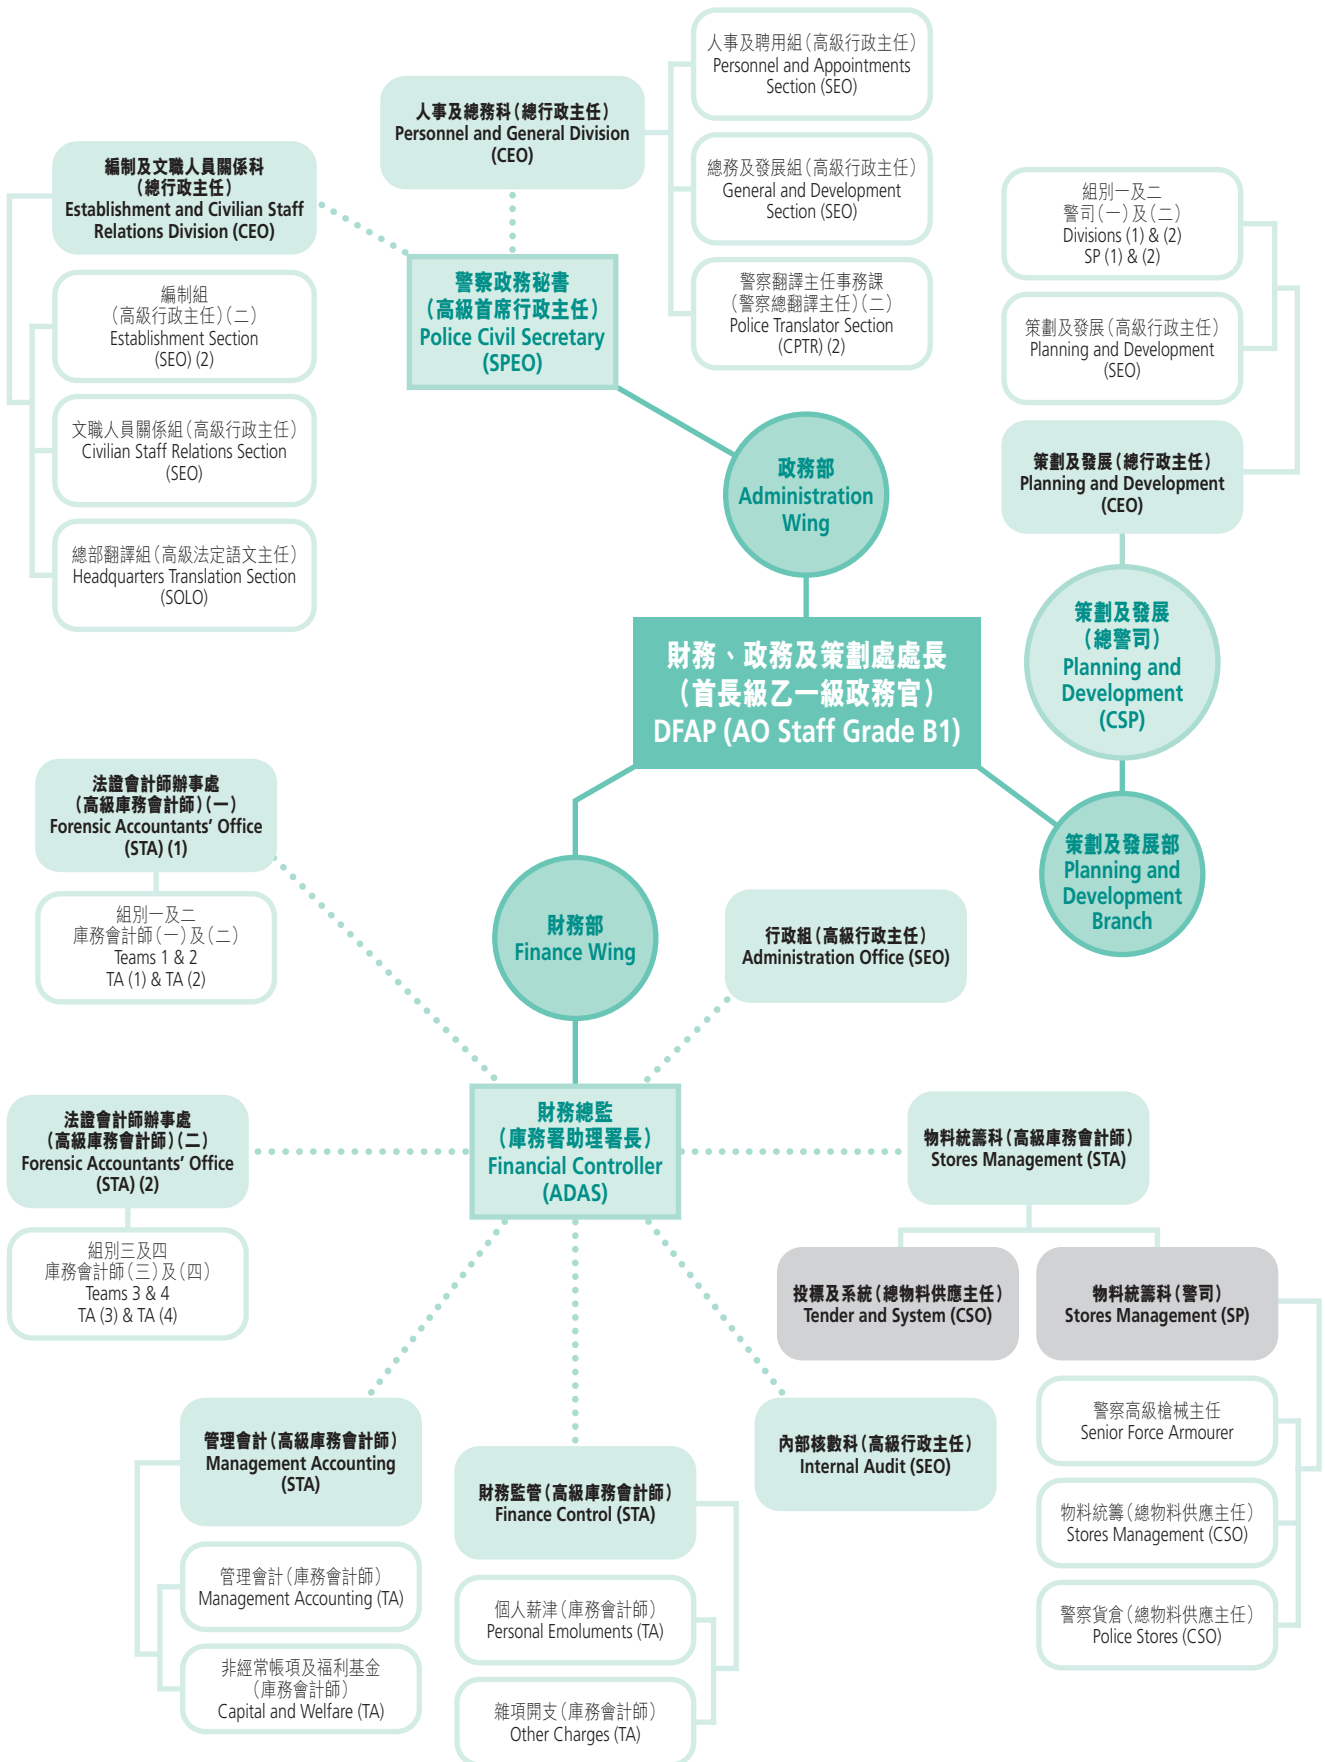 人事及聘用組(高級行政主任)
Personnel and Appointments
Section (SEO)
人事及總務科(總行政主任)
Personnel and General Division
(CEO)
總務及發展組(高級行政主任)
General and Development
Section (SEO)
編制及文職人員關係科
(總行政主任)
Establishment and Civilian Staff
Relations Division (CEO)
組別一及二
警司(一)及(二)
Divisions (1) & (2)
SP (1) & (2)
警察政務秘書
(高級首席行政主任)
Police Civil Secretary
(SPEO)
警察翻譯主任事務課
(警察總翻譯主任)(二)
Police Translator Section
(CPTR) (2)
編制組
(高級行政主任)(二)
Establishment Section
(SEO) (2)
策劃及發展(高級行政主任)
Planning and Development
(SEO)
文職人員關係組(高級行政主任)
Civilian Staff Relations Section
(SEO)
政務部
Administration
Wing
策劃及發展(總行政主任)
Planning and Development
(CEO)
總部翻譯組(高級法定語文主任)
Headquarters Translation Section
(SOLO)
策劃及發展
(總警司)
Planning and
Development
(CSP)
財務、政務及策劃處處長
(首長級乙一級政務官)
DFAP (AO Staff Grade B1)
法證會計師辦事處
(高級庫務會計師)(一)
Forensic Accountants’ Office
(STA) (1)
策劃及發展部
Planning and
Development
Branch
組別一及二
庫務會計師(一)及(二)
Teams 1 & 2
TA (1) & TA (2)
財務部
Finance Wing
行政組(高級行政主任)
Administration Office (SEO)
法證會計師辦事處
(高級庫務會計師)(二)
Forensic Accountants’ Office
(STA) (2)
財務總監
(庫務署助理署長)
Financial Controller
(ADAS)
物料統籌科(高級庫務會計師)
Stores Management (STA)
組別三及四
庫務會計師(三)及(四)
Teams 3 & 4
TA (3) & TA (4)
投標及系統(總物料供應主任)
Tender and System (CSO)
物料統籌科(警司)
Stores Management (SP)
警察高級槍械主任
Senior Force Armourer
管理會計(高級庫務會計師)
Management Accounting
(STA)
財務監管(高級庫務會計師)
Finance Control (STA)
內部核數科(高級行政主任)
Internal Audit (SEO)
物料統籌(總物料供應主任)
Stores Management (CSO)
管理會計(庫務會計師)
Management Accounting (TA)
個人薪津(庫務會計師)
Personal Emoluments (TA)
警察貨倉(總物料供應主任)
Police Stores (CSO)
非經常帳項及福利基金
(庫務會計師)
Capital and Welfare (TA)
雜項開支(庫務會計師)
Other Charges (TA)